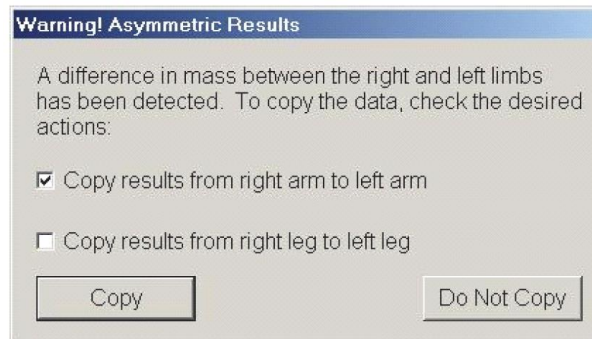 Warning! Asymmetric Results
A difference in mass between the right and left limbs
has been detected. To copy the data, check the desired
actions:
Copy results from right arm to left arm
Copy results from right leg to left leg
Copy
Do Not Copy